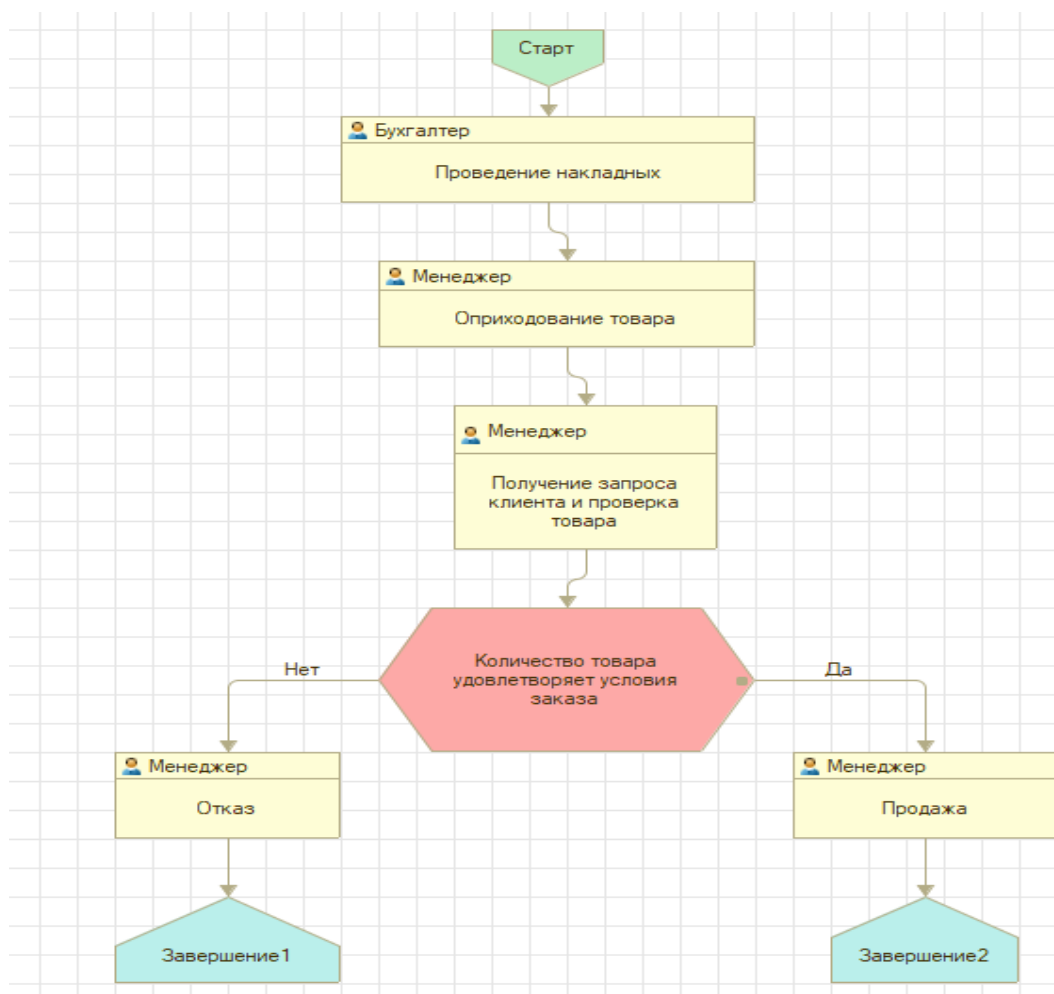 Старт
Бухгалтер
Проведение накладных
Менеджер
Оприходование товара
Менеджер
Получение запроса
клиента и проверка
товара
Количество товара
удовлетворяет условия
заказа
Нет
Да
Менеджер
Отказ
Менеджер
Продажа
Завершение1
Завершение2